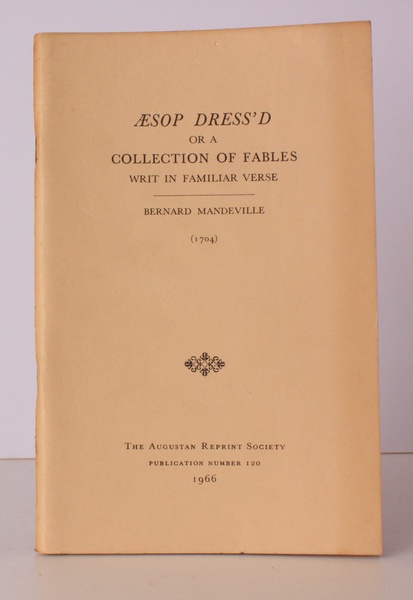 ÆSOP DRESS'D
OR A
COLLECTION OF FABLES
WRIT IN FAMILIAR VERSE
BERNARD MANDEVILLE
(1704)
THE AUGUSTAN REPRINT SOCIETY
PUBLICATION NUMBER 120
1966